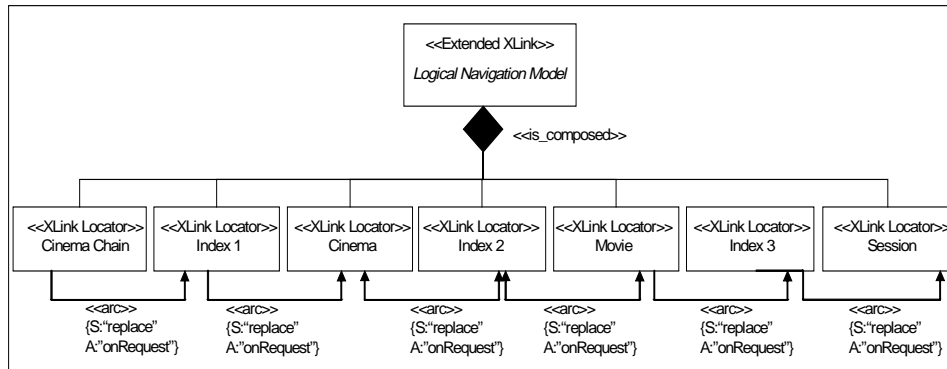 <<Extended XLink>>
Logical Navigation Model
<<is_composed>>
<<XLink Locator>>
Cinema Chain
<<XLink Locator>>
Index 1
<<XLink Locator>>
Cinema
<<XLink Locator>>
Index 2
<<XLink Locator>>
Movie
<<XLink Locator>>
Index 3
<<XLink Locator>>
Session
<<arc>>
{S:“replace”
A:”onRequest”}
<<arc>>
{S:“replace”
A:”onRequest”}
<<arc>>
{S:“replace”
A:”onRequest”}
<<arc>>
{S:“replace”
A:”onRequest”}
<<arc>>
{S:“replace”
A:”onRequest”}
<<arc>>
{S:“replace”
A:”onRequest”}